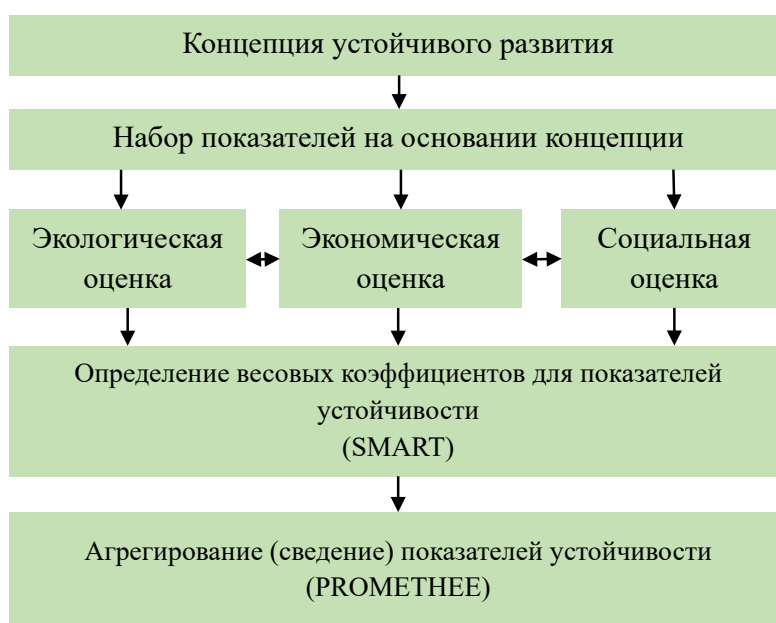 Концепция устойчивого развития
Набор показателей на основании концепции
Экологическая
оценка
Экономическая
оценка
Социальная
оценка
Определение весовых коэффициентов для показателей
устойчивости
(SMART)
Агрегирование (сведение) показателей устойчивости
(PROMETHEE)